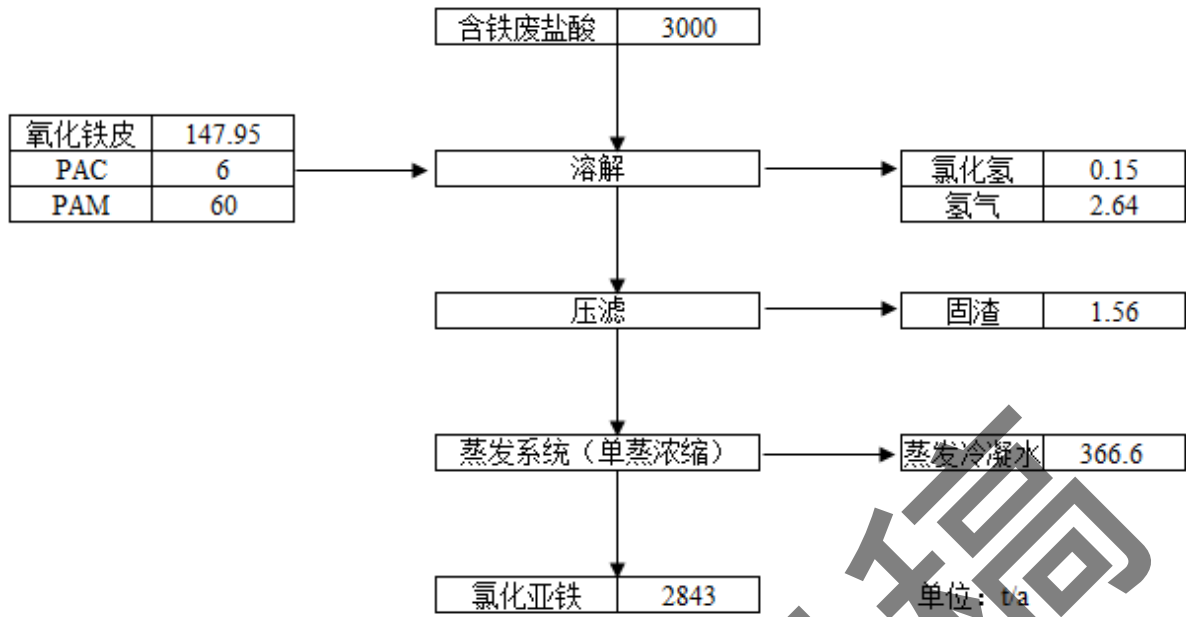 含铁废盐酸 3000
氧化铁皮 147.95
PAC 6
PAM 60
溶解
氯化氢 0.15
氢气 2.64
压滤
固渣 1.56
蒸发系统（单蒸浓缩）
蒸发冷凝水 366.6
氯化亚铁 2843
单位：t/a
稿